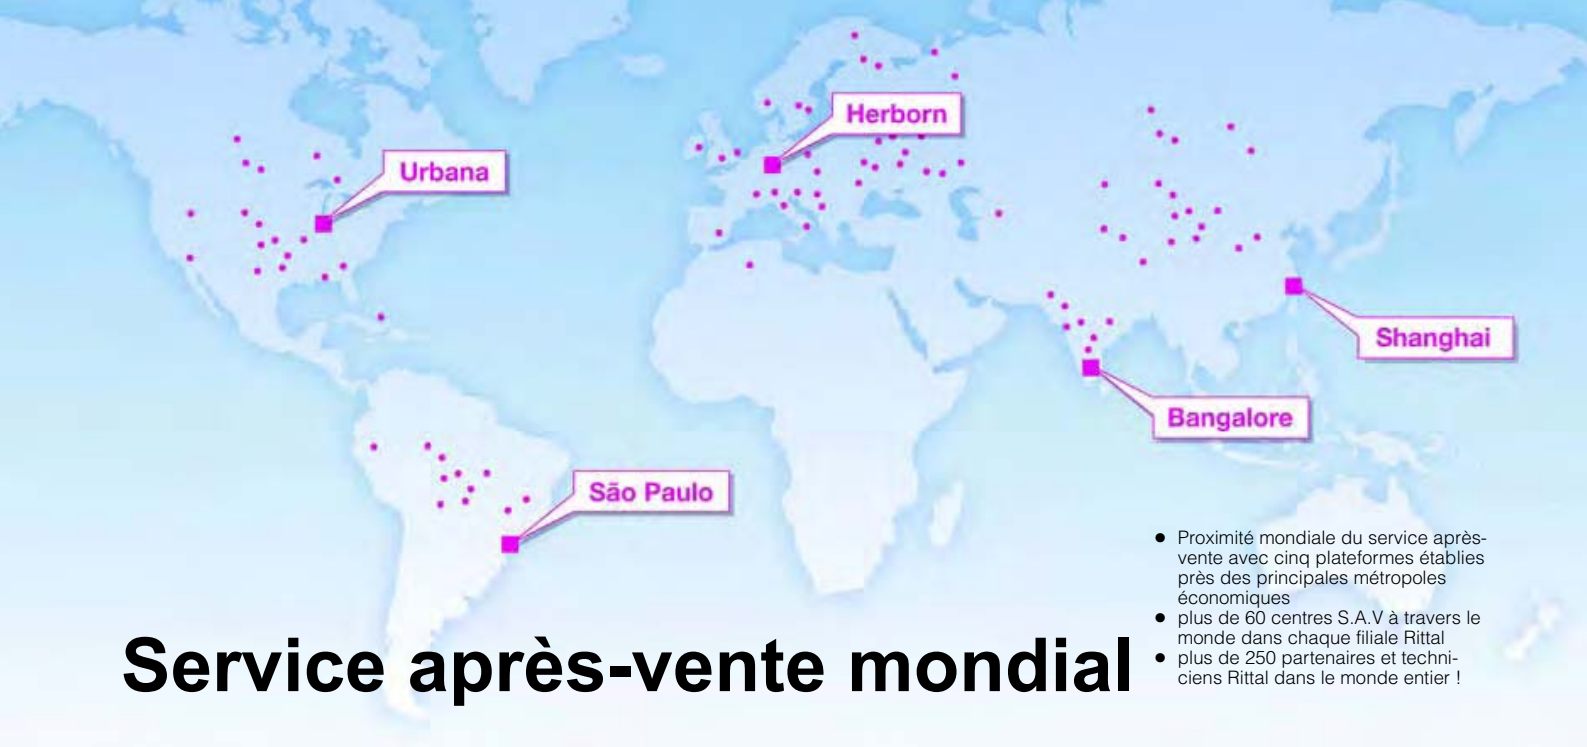 Herborn
Urbana
Shanghai
Bangalore
São Paulo
● Proximité mondiale du service après-
vente avec cinq plateformes établies
près des principales métropoles
économiques
● plus de 60 centres S.A.V à travers le
monde dans chaque filiale Rittal
● plus de 250 partenaires et techni-
ciens Rittal dans le monde entier !
Service après-vente mondial